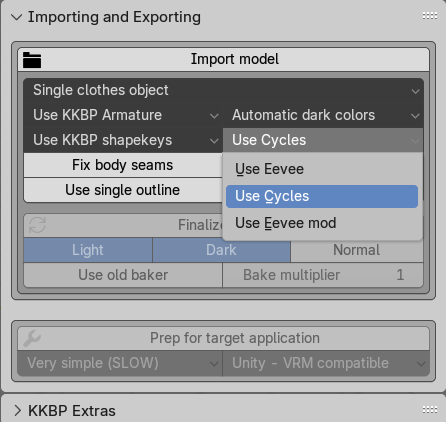 Importing and Exporting
Import model
Single clothes object
Use KKBP Armature Automatic dark colors
Use KKBP shapekeys Use Cycles
Fix body seams Use Eevee
Use single outline Use Cycles
Use Eevee mod
Light Dark Normal
Use old baker Bake multiplier 1
Prep for target application
Very simple (SLOW) Unity - VRM compatible
KKBP Extras